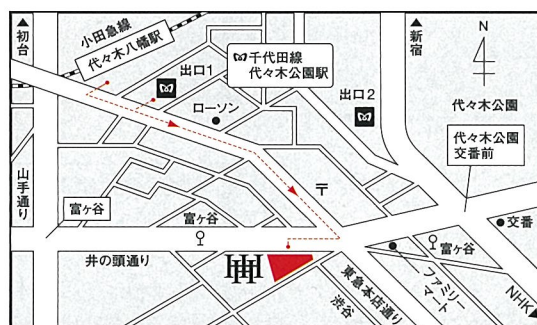 ▲初台
小田急線
代々木八幡駅
出口1
千代田線
代々木公園駅
▲新宿
N
ローソン
出口2
代々木公園
代々木公園
交番前
山手通り
富ヶ谷
富ヶ谷
〒
交番
富ヶ谷
井の頭通り
ファミリー
マート
東急本店通り
渋谷
NHK